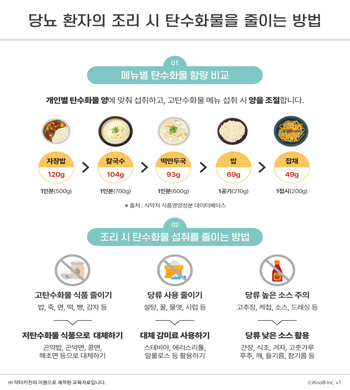 당뇨 환자의 조리 시 탄수화물을 줄이는 방법
01
메뉴별 탄수화물 함량 비교
개인별 탄수화물 양에 맞춰 섭취하고, 고탄수화물 메뉴 섭취 시 양을 조절합니다.
자장밥 칼국수 떡만둣국 밥 잡채
120g 104g 93g 69g 49g
1인분(500g) 1인분(700g) 1인분(600g) 1공기(210g) 1접시(200g)
※ 출처 : 식약처 식품영양성분 데이터베이스
02
조리 시 탄수화물 섭취를 줄이는 방법
고탄수화물 식품 줄이기
밥, 죽, 면, 떡, 빵, 감자 등
저탄수화물 식품으로 대체하기
곤약밥, 곤약면, 콩면,
해초면 등으로 대체하기
당류 사용 줄이기
설탕, 꿀, 물엿, 시럽 등
대체 감미료 사용하기
스테비아, 에리스리톨,
알룰로스 등 활용하기
당류 높은 소스 주의
고추장, 케첩, 소스, 드레싱 등
당류 낮은 소스 활용
간장, 식초, 겨자, 고춧가루
후추, 깨, 들기름, 참기름 등
㈜닥터키친의 지원으로 제작된 교육자료입니다.
ⓒiKooB Inc. v1